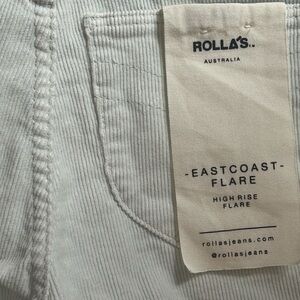 ROLLA'S..
AUSTRALIA
-EASTCOAST-
FLARE
HIGH RISE
FLARE
rollasjeans.com
@rollasjeans